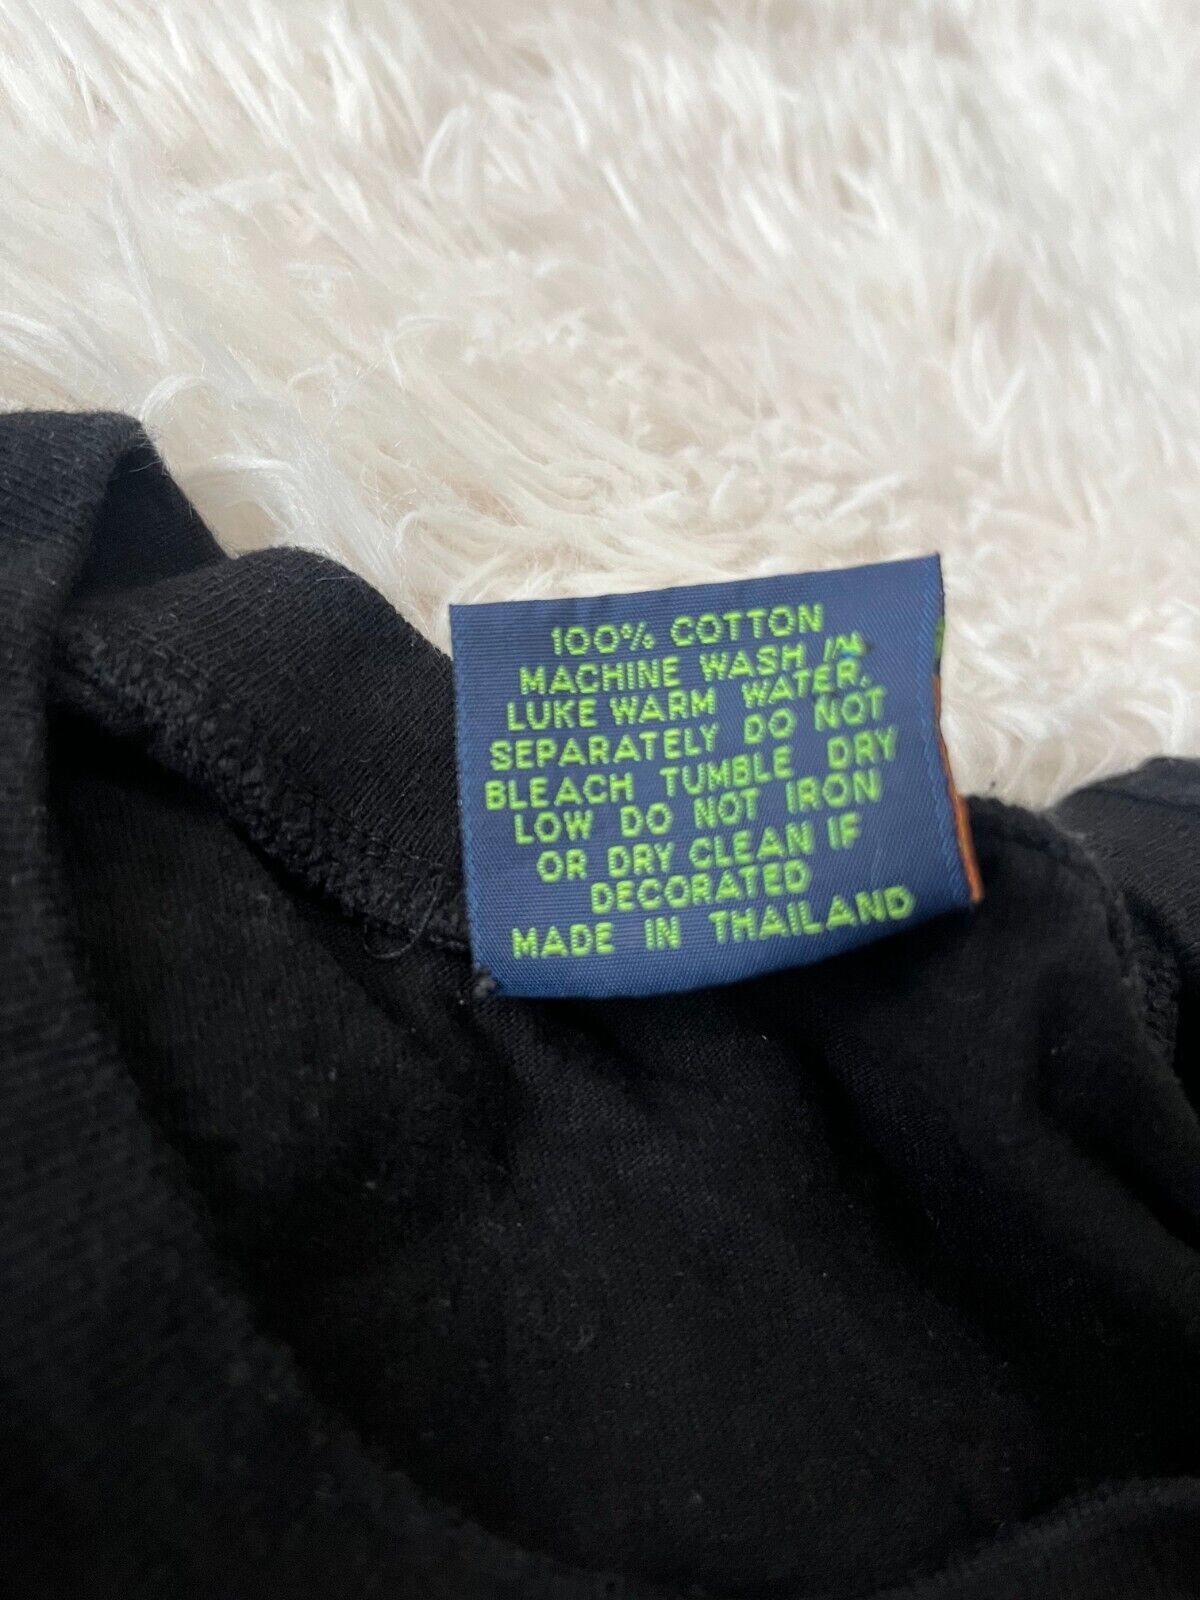 100% COTTON
MACHINE WASH IN
LUKE WARM WATER.
SEPARATELY DO NOT
BLEACH TUMBLE DRY
LOW DO NOT IRON
OR DRY CLEAN IF
DECORATED
MADE IN THAILAND